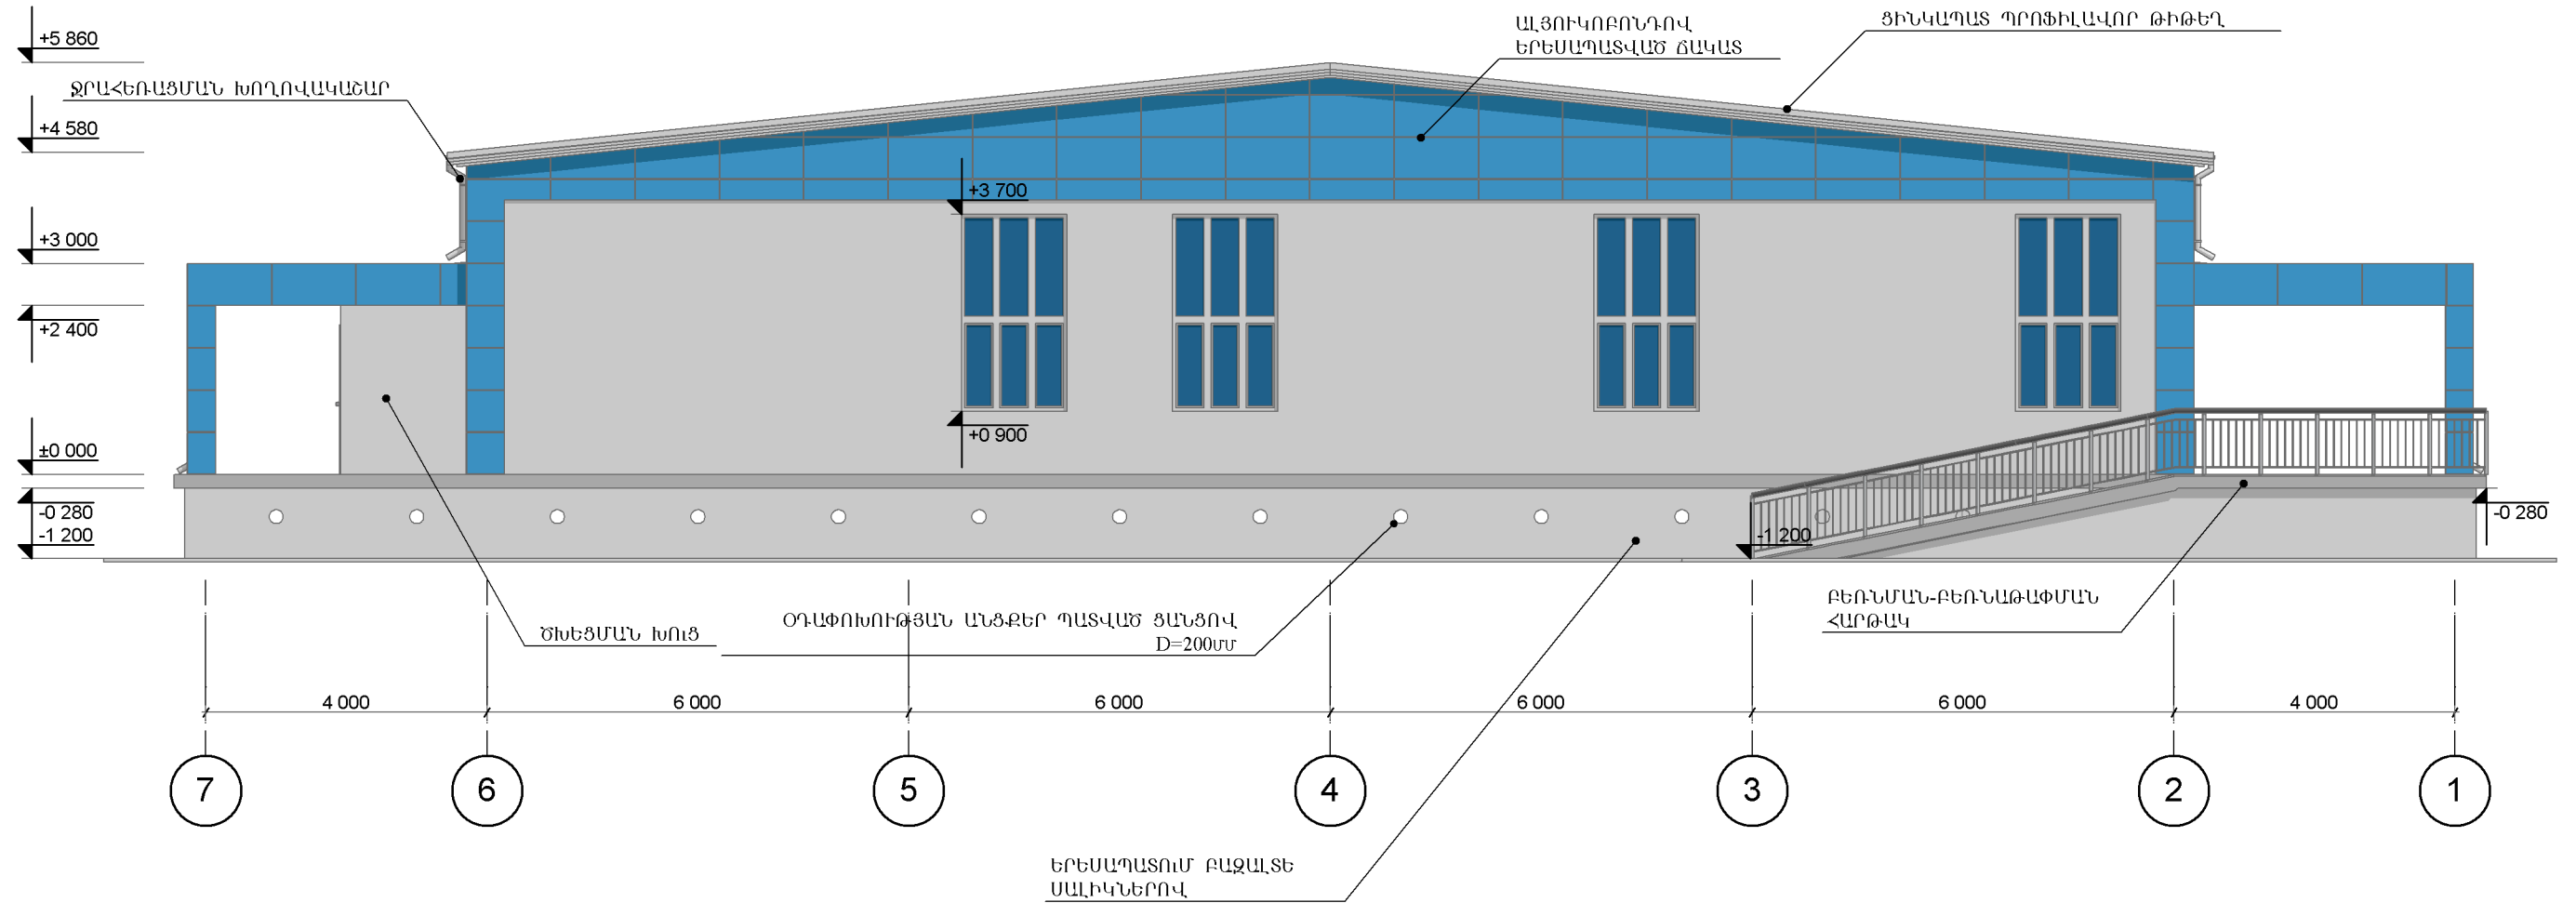 +5 860
ԱԼՅՈՒԿՈԲՈՆԴՈՎ
ԵՐԵՍԱՊԱՏՎԱԾ ՃԱԿԱՏ
ՑԻՆԿԱՊԱՏ ՊՐՈՖԻԼԱՎՈՐ ԹԻԹԵՂ
ՋՐԱՀԵՌԱՑՄԱՆ ԽՈՂՈՎԱԿԱՇԱՐ
+4 580
+3 700
+3 000
+2 400
+0 900
±0 000
-0 280
-1 200
-1 200
-0 280
ԾԽԵՑՄԱՆ ԽՈւՑ
ՕԴԱՓՈԽՈՒԹՅԱՆ ԱՆՑՔԵՐ ՊԱՏՎԱԾ ՑԱՆՑՈՎ
D=200մմ
ԲԵՌՆՄԱՆ-ԲԵՌՆԱԹԱՓՄԱՆ
ՀԱՐԹԱԿ
4 000
6 000
6 000
6 000
6 000
4 000
7
6
5
4
3
2
1
ԵՐԵՍԱՊԱՏՈւՄ ԲԱԶԱԼՏԵ
ՍԱԼԻԿՆԵՐՈՎ